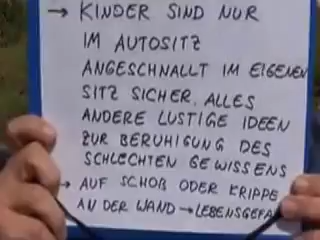 → KINDER SIND NUR
IM AUTOSITZ
ANGESCHNALLT IM EIGENEN
SITZ SICHER. ALLES
ANDERE LUSTIGE IDEEN
ZUR BERUHIGUNG DES
SCHLECHTEN GEWISSENS
→ AUF SCHOß ODER KRIPPE
AN DER WAND → LEBENSGEFA